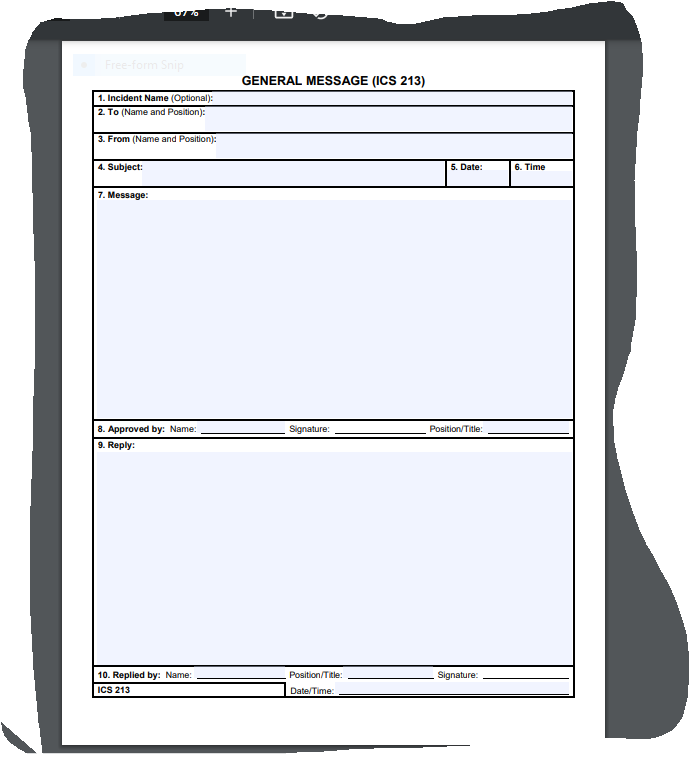 67%
Free-form Snip
GENERAL MESSAGE (ICS 213)
1. Incident Name (Optional):
2. To (Name and Position):
3. From (Name and Position):
4. Subject: 5. Date: 6. Time
7. Message:
8. Approved by: Name: Signature: Position/Title:
9. Reply:
10. Replied by: Name: Position/Title: Signature:
ICS 213 Date/Time: